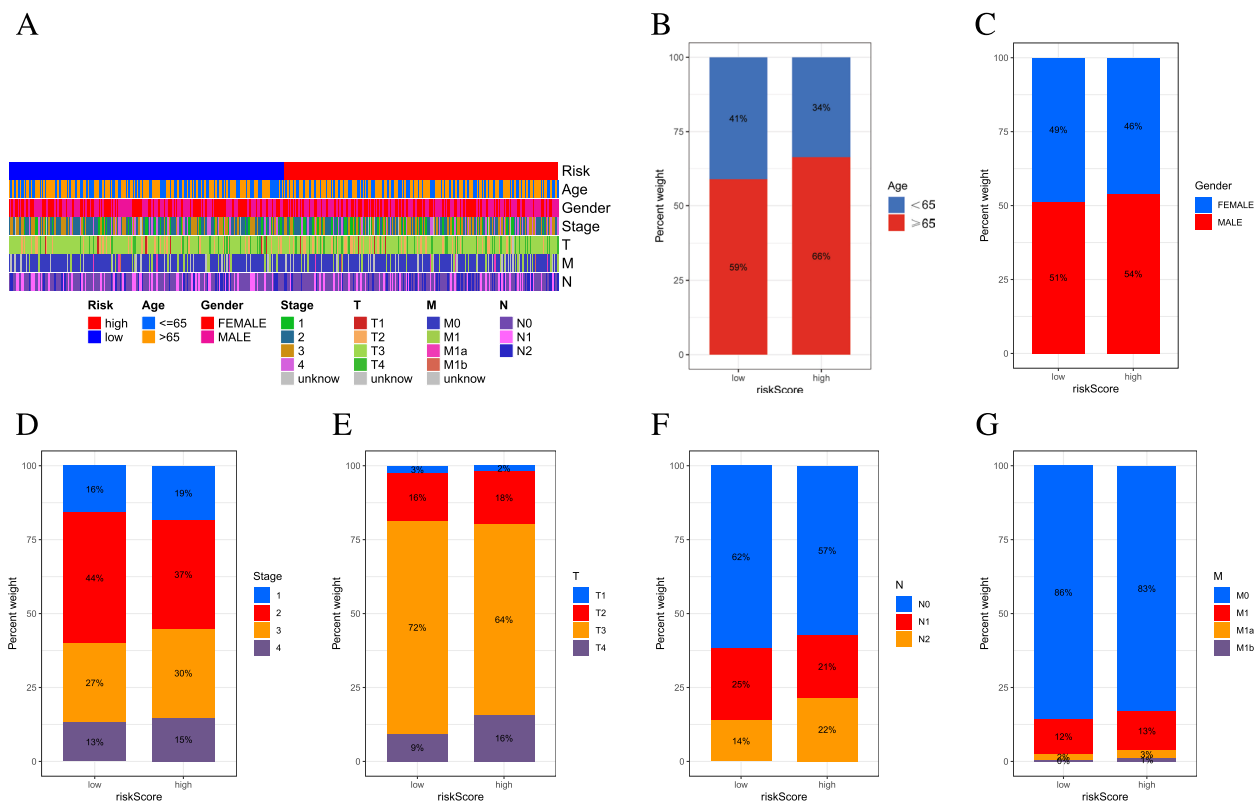 A
Risk
Age
Gender
Stage
T
M
N
Risk Age Gender Stage T M N
high <=65 FEMALE 1 T1 M0 N0
low >65 MALE 2 T2 M1 N1
3 T3 M1a N2
4 T4 M1b
unknow unknow unknow
B
100
75
50
25
0
Percent weight
41%
34%
59%
66%
low high
riskScore
Age
<65
⩾65
C
100
75
50
25
0
Percent weight
49%
46%
51%
54%
low high
riskScore
Gender
FEMALE
MALE
D
100
75
50
25
0
Percent weight
16%
19%
44%
37%
27%
30%
13%
15%
low high
riskScore
Stage
1
2
3
4
E
100
75
50
25
0
Percent weight
3%
2%
16%
18%
72%
64%
9%
16%
low high
riskScore
T
T1
T2
T3
T4
F
100
75
50
25
0
Percent weight
62%
57%
25%
21%
14%
22%
low high
riskScore
N
N0
N1
N2
G
100
75
50
25
0
Percent weight
86%
83%
12%
13%
2%
3%
0%
1%
low high
riskScore
M
M0
M1
M1a
M1b